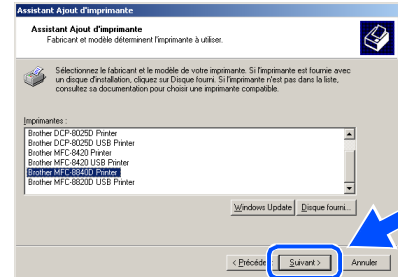 Assistant Ajout d'imprimante
Assistant Ajout d'imprimante
Fabricant et modèle déterminent l'imprimante à utiliser.
Sélectionnez le fabricant et le modèle de votre imprimante. Si l'imprimante est fournie avec
un disque d'installation, cliquez sur Disque fourni. Si l'imprimante n'est pas dans la liste,
consultez sa documentation pour choisir une imprimante compatible.
Imprimantes :
Brother DCP-8025D Printer
Brother DCP-8025D USB Printer
Brother MFC-8420 Printer
Brother MFC-8420 USB Printer
Brother MFC-8840D Printer
Brother MFC-8820D USB Printer
Windows Update Disque fourni...
< Précéde Suivant > Annuler